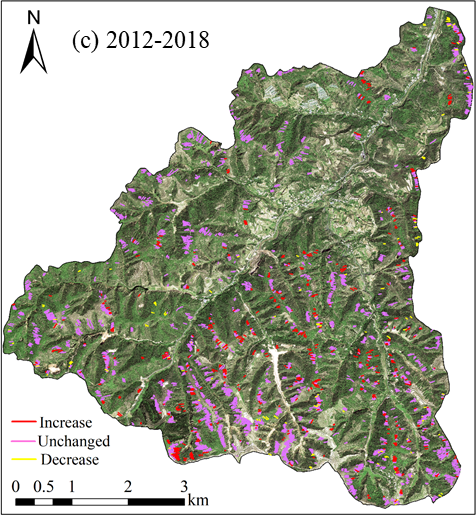 N
(c) 2012-2018
Increase
Unchanged
Decrease
0 0.5 1 2 3
km